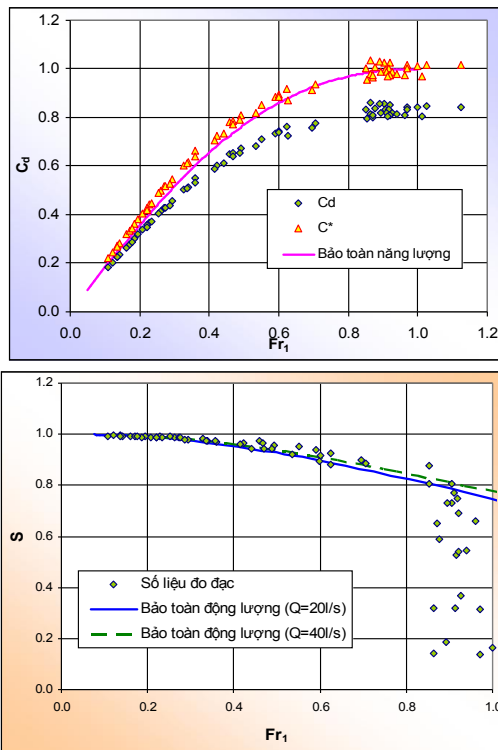 1.2
1.0
0.8
0.6
0.4
0.2
0.0
C_d
Cd
C*
Bảo toàn năng lượng
0.0 0.2 0.4 0.6 0.8 1.0 1.2
Fr₁
1.2
1.0
0.8
0.6
0.4
0.2
0.0
S
Số liệu đo đạc
Bảo toàn động lượng (Q=20l/s)
Bảo toàn động lượng (Q=40l/s)
0.0 0.2 0.4 0.6 0.8 1.0
Fr₁